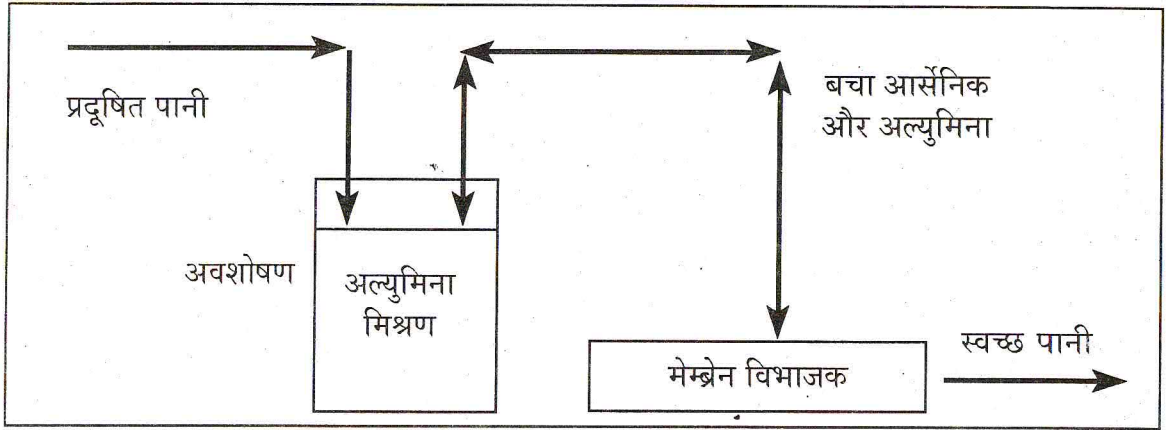 प्रदूषित पानी
बचा आर्सेनिक
और अल्युमिना
अवशोषण
अल्युमिना
मिश्रण
स्वच्छ पानी
मेम्ब्रेन विभाजक